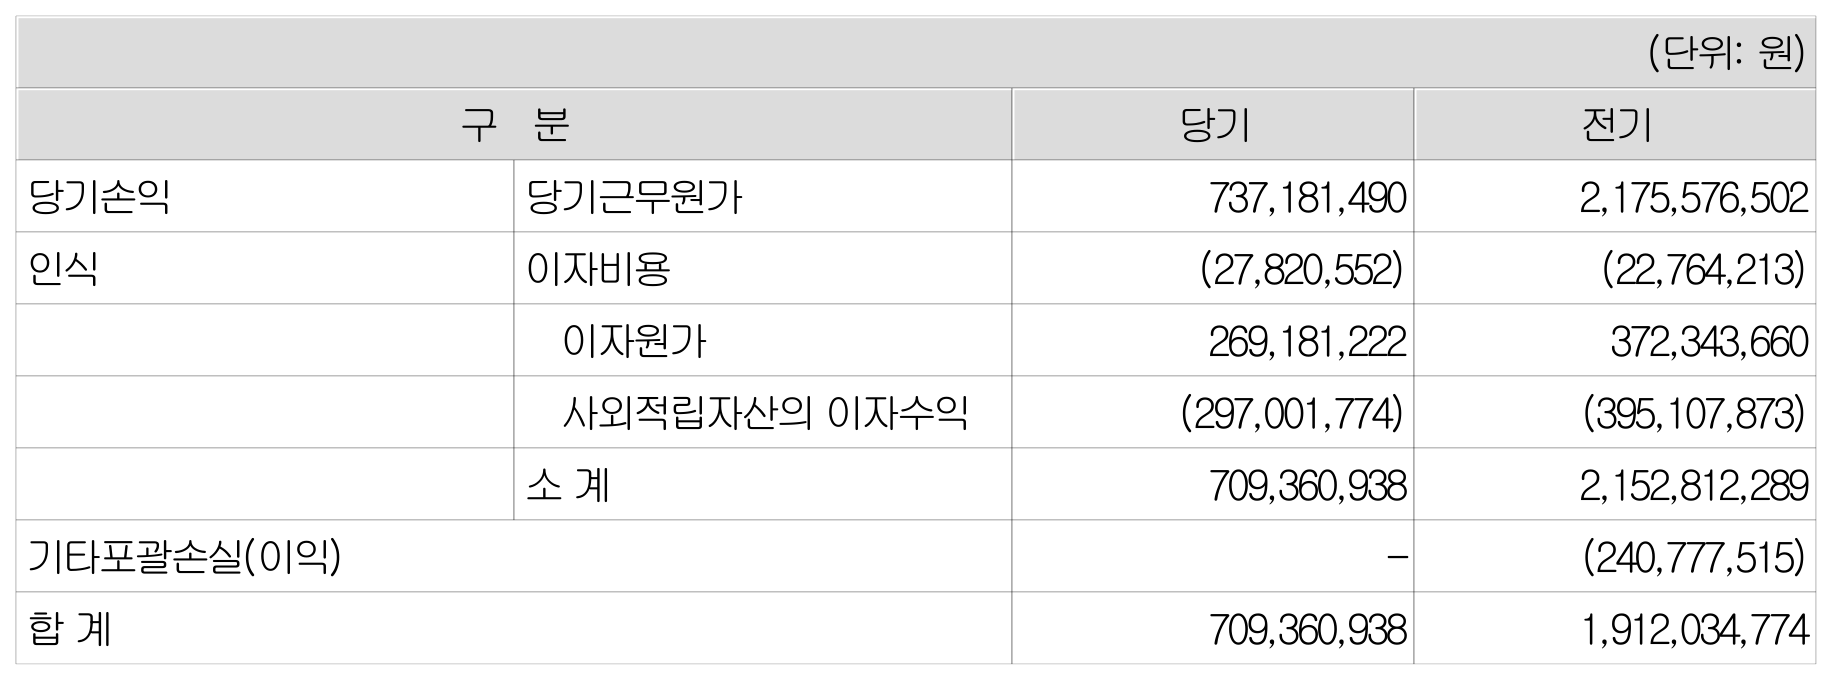 (단위: 원)
구 분 당기 전기
당기손익 당기근무원가 737,181,490 2,175,576,502
인식 이자비용 (27,820,552) (22,764,213)
이자원가 269,181,222 372,343,660
사외적립자산의 이자수익 (297,001,774) (395,107,873)
소 계 709,360,938 2,152,812,289
기타포괄손실(이익) – (240,777,515)
합 계 709,360,938 1,912,034,774